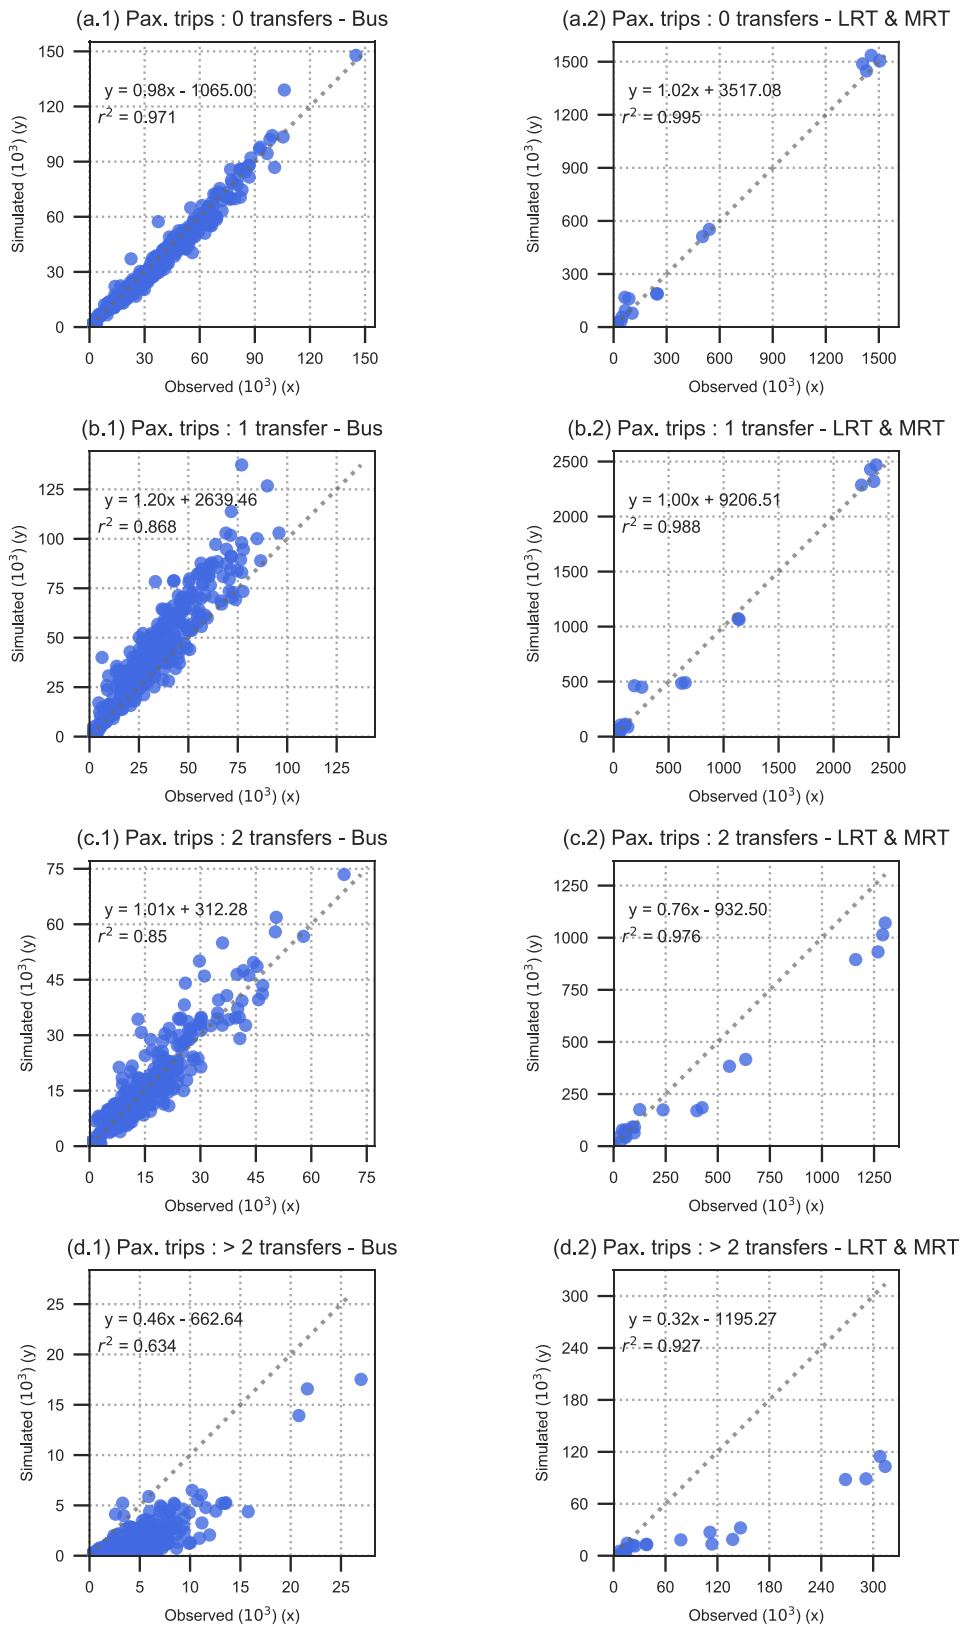 (a.1) Pax. trips : 0 transfers - Bus
150
120
90
60
30
0
Simulated (10³) (y)
y = 0.98x - 1065.00
r² = 0.971
0 30 60 90 120 150
Observed (10³) (x)
(a.2) Pax. trips : 0 transfers - LRT & MRT
1500
1200
900
600
300
0
Simulated (10³) (y)
y = 1.02x + 3517.08
r² = 0.995
0 300 600 900 1200 1500
Observed (10³) (x)
(b.1) Pax. trips : 1 transfer - Bus
125
100
75
50
25
0
Simulated (10³) (y)
y = 1.20x + 2639.46
r² = 0.868
0 25 50 75 100 125
Observed (10³) (x)
(b.2) Pax. trips : 1 transfer - LRT & MRT
2500
2000
1500
1000
500
0
Simulated (10³) (y)
y = 1.00x + 9206.51
r² = 0.988
0 500 1000 1500 2000 2500
Observed (10³) (x)
(c.1) Pax. trips : 2 transfers - Bus
75
60
45
30
15
0
Simulated (10³) (y)
y = 1.01x + 312.28
r² = 0.85
0 15 30 45 60 75
Observed (10³) (x)
(c.2) Pax. trips : 2 transfers - LRT & MRT
1250
1000
750
500
250
0
Simulated (10³) (y)
y = 0.76x - 932.50
r² = 0.976
0 250 500 750 1000 1250
Observed (10³) (x)
(d.1) Pax. trips : > 2 transfers - Bus
25
20
15
10
5
0
Simulated (10³) (y)
y = 0.46x - 662.64
r² = 0.634
0 5 10 15 20 25
Observed (10³) (x)
(d.2) Pax. trips : > 2 transfers - LRT & MRT
300
240
180
120
60
0
Simulated (10³) (y)
y = 0.32x - 1195.27
r² = 0.927
0 60 120 180 240 300
Observed (10³) (x)